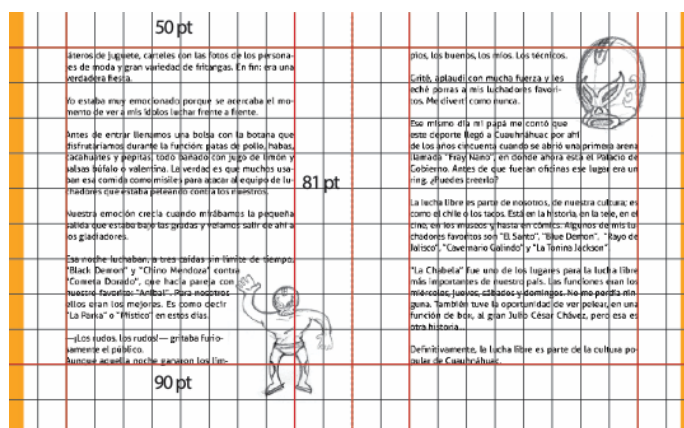 50 pt
láteros de juguete, carteles con las fotos de los persona-
es de moda y gran variedad de fritangas. En fin: era una
verdadera fiesta.
Yo estaba muy emocionado porque se acercaba el mo-
mento de ver a mis ídolos luchar frente a frente.
Antes de entrar llenamos una bolsa con la botana que
disfrutaríamos durante la función: patas de pollo, habas,
cacahuates y pepitas, todo bañado con jugo de limón y
salsas búfalo o valentina. La verdad es que muchos usa-
ban esa comida como misiles para atacar al equipo de lu-
chadores que estaba peleando contra los nuestros.
Nuestra emoción crecía cuando mirábamos la pequeña
salida que estaba bajo las gradas y veíamos salir de ahí a
los gladiadores.
Esa noche luchaban, a tres caídas sin límite de tiempo,
"Black Demon" y "Chino Mendoza" contra
"Cometa Dorado", que hacía pareja con
nuestro favorito: "Aníbal". Para nosotros
ellos eran los mejores. Es como decir
"La Parka" o "Místico" en estos días.
—¡Los rudos, los rudos!— gritaba furio-
samente el público.
Aunque aquella noche ganaron los lim-
90 pt
81 pt
pios, los buenos, los míos. Los técnicos.
Grité, aplaudí con mucha fuerza y les
eché porras a mis luchadores favori-
tos. Me divertí como nunca.
Ese mismo día mi papá me contó que
este deporte llegó a Cuauhnáhuac por ahí
de los años cincuenta cuando se abrió una primera arena
llamada "Fray Nano", en donde ahora está el Palacio de
Gobierno. Antes de que fueran oficinas ese lugar era un
ring. ¿Puedes creerlo?
La lucha libre es parte de nosotros, de nuestra cultura; es
como el chile o los tacos. Está en la historia, en la tele, en el
cine, en los museos y hasta en cómics. Algunos de mis lu-
chadores favoritos son "El Santo", "Blue Demon", "Rayo de
Jalisco", "Cavernario Galindo" y "La Tonina Jackson".
"La Chabela" fue uno de los lugares para la lucha libre
más importantes de nuestro país. Las funciones eran los
miércoles, jueves, sábados y domingos. No me perdía nin-
guna. También tuve la oportunidad de ver pelear, en una
función de box, al gran Julio César Chávez, pero esa es
otra historia...
Definitivamente, la lucha libre es parte de la cultura po-
pular de Cuauhnáhuac.